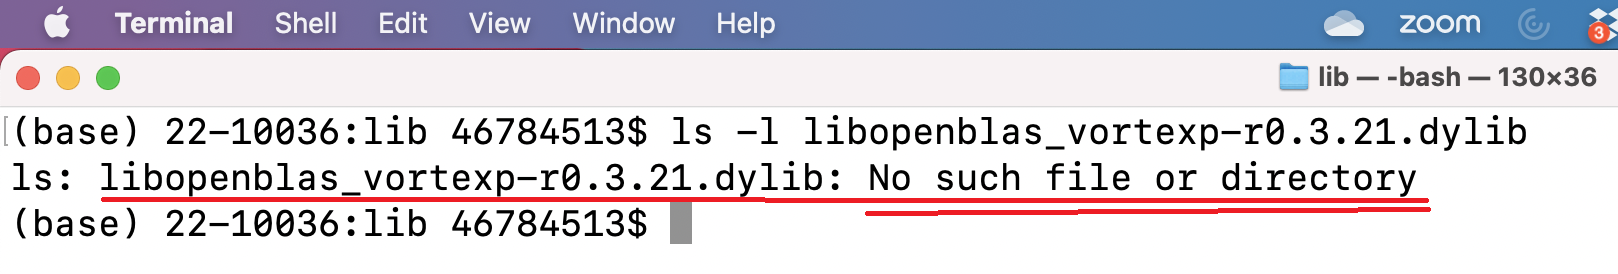 Terminal Shell Edit View Window Help zoom 3
lib — -bash — 130×36
(base) 22-10036:lib 46784513$ ls -l libopenblas_vortexp-r0.3.21.dylib
ls: libopenblas_vortexp-r0.3.21.dylib: No such file or directory
(base) 22-10036:lib 46784513$